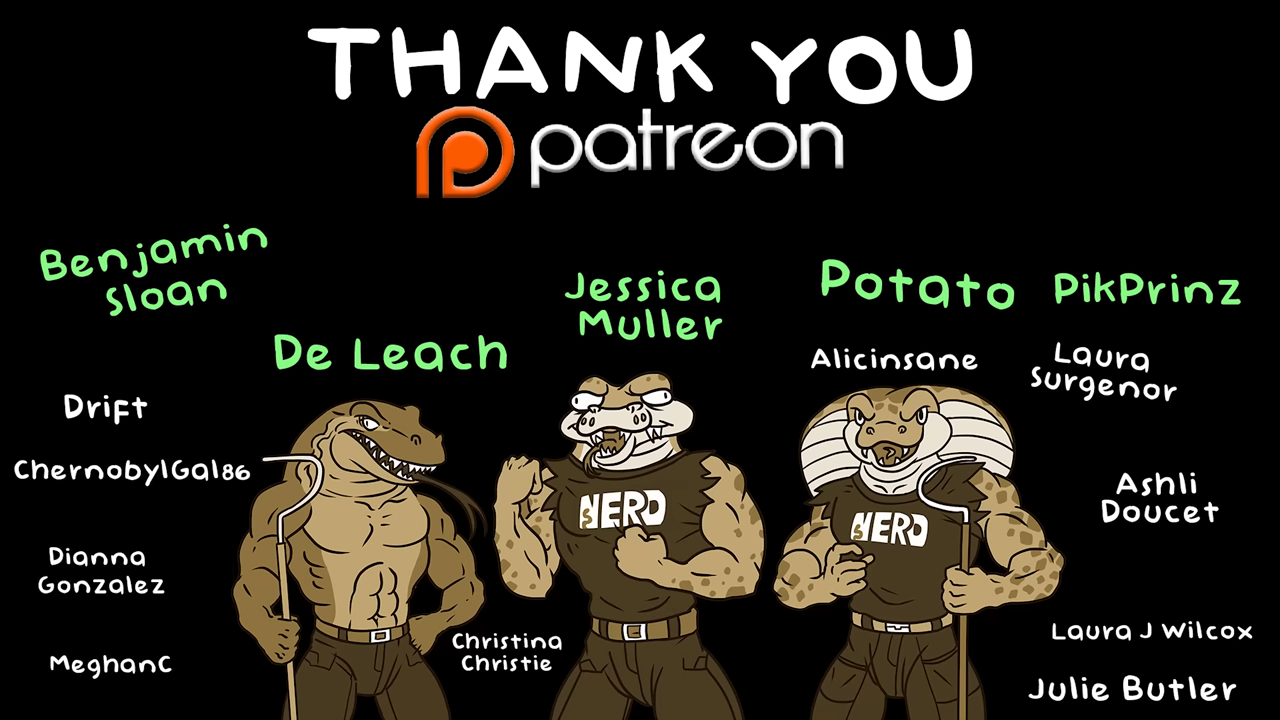 THANK YOU
patreon
Benjamin
Sloan
De Leach
Jessica
Muller
Potato
PikPrinz
Alicinsane
Laura
Surgenor
Drift
ChernobylGal86
Ashli
Doucet
Dianna
Gonzalez
MeghanC
Christina
Christie
Laura J Wilcox
Julie Butler
NERD
NERD